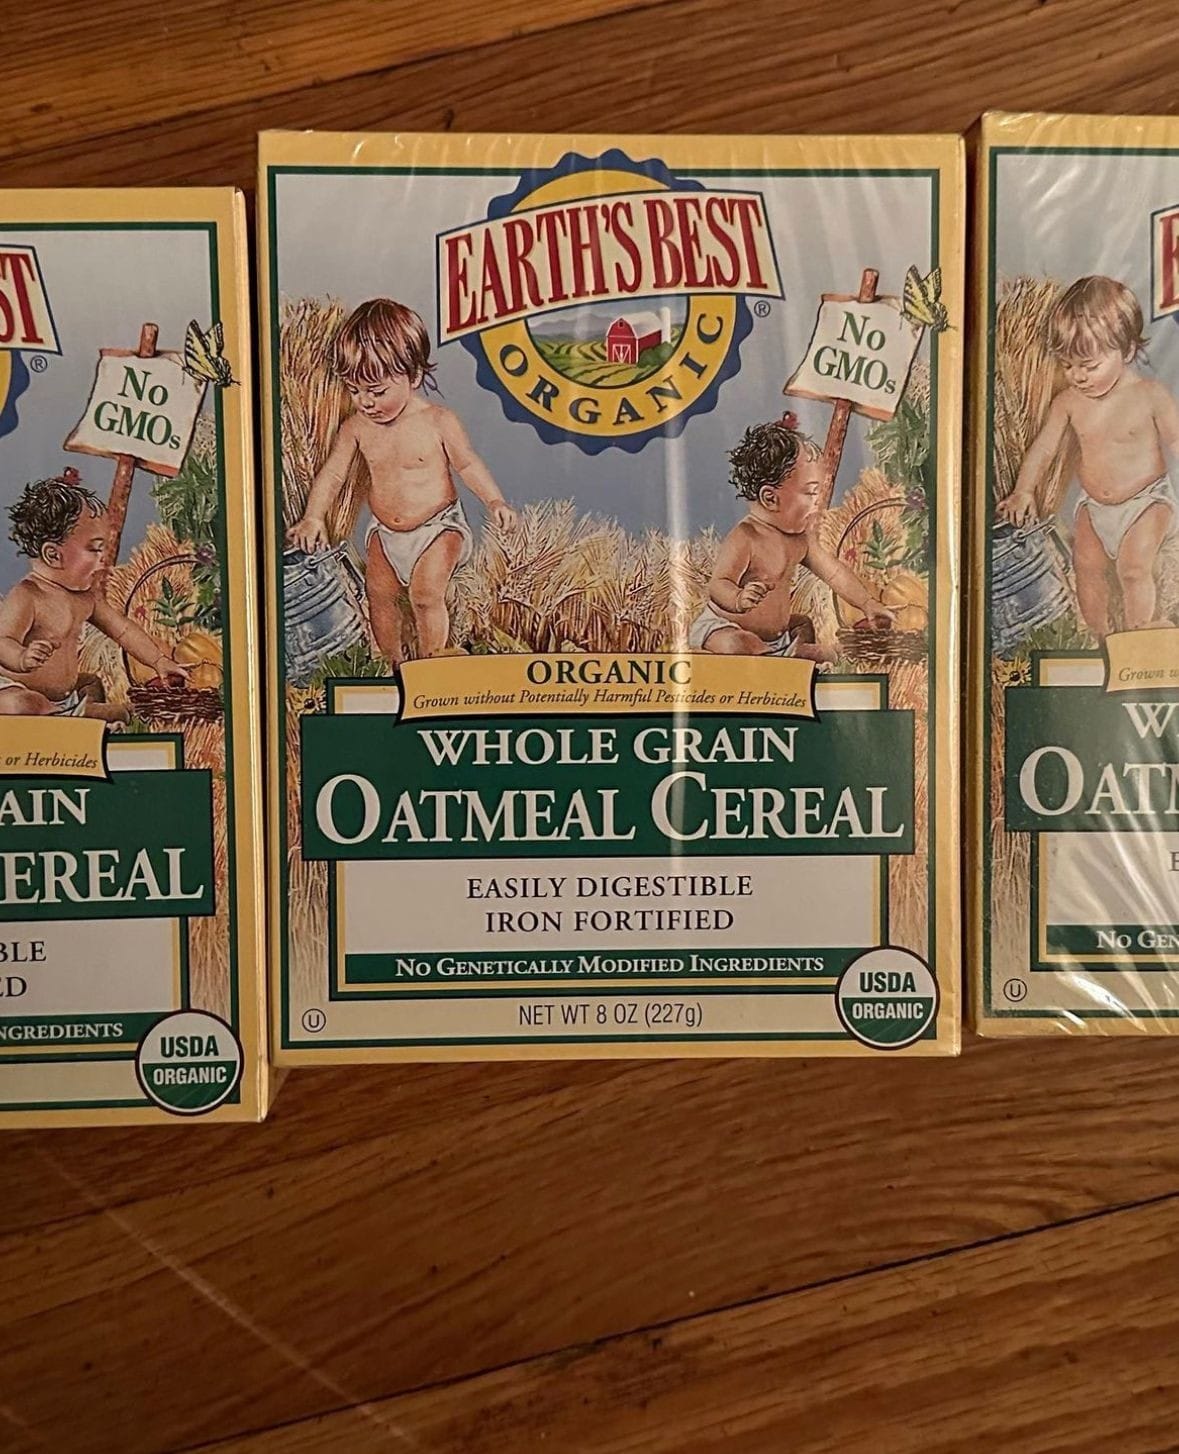 ST
®
No
GMOs
or Herbicides
AIN
EREAL
BLE
ED
NGREDIENTS
USDA
ORGANIC
EARTH'S BEST
®
ORGANIC
No
GMOs
ORGANIC
Grown without Potentially Harmful Pesticides or Herbicides
WHOLE GRAIN
OATMEAL CEREAL
EASILY DIGESTIBLE
IRON FORTIFIED
NO GENETICALLY MODIFIED INGREDIENTS
U
NET WT 8 OZ (227g)
USDA
ORGANIC
E
Grown w
W
OATM
E
NO GEN
U